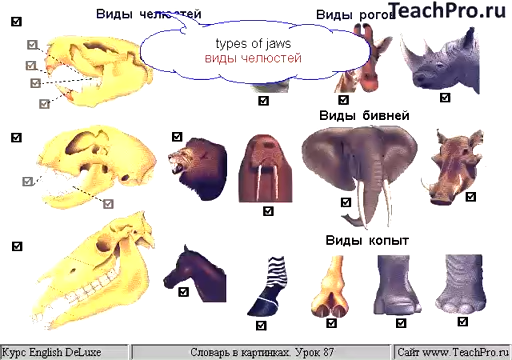 Виды челюстей
Виды рогов
TeachPro.ru
types of jaws
виды челюстей
Виды бивней
Виды копыт
Курс English DeLuxe
Словарь в картинках. Урок 87
Сайт www.TeachPro.ru